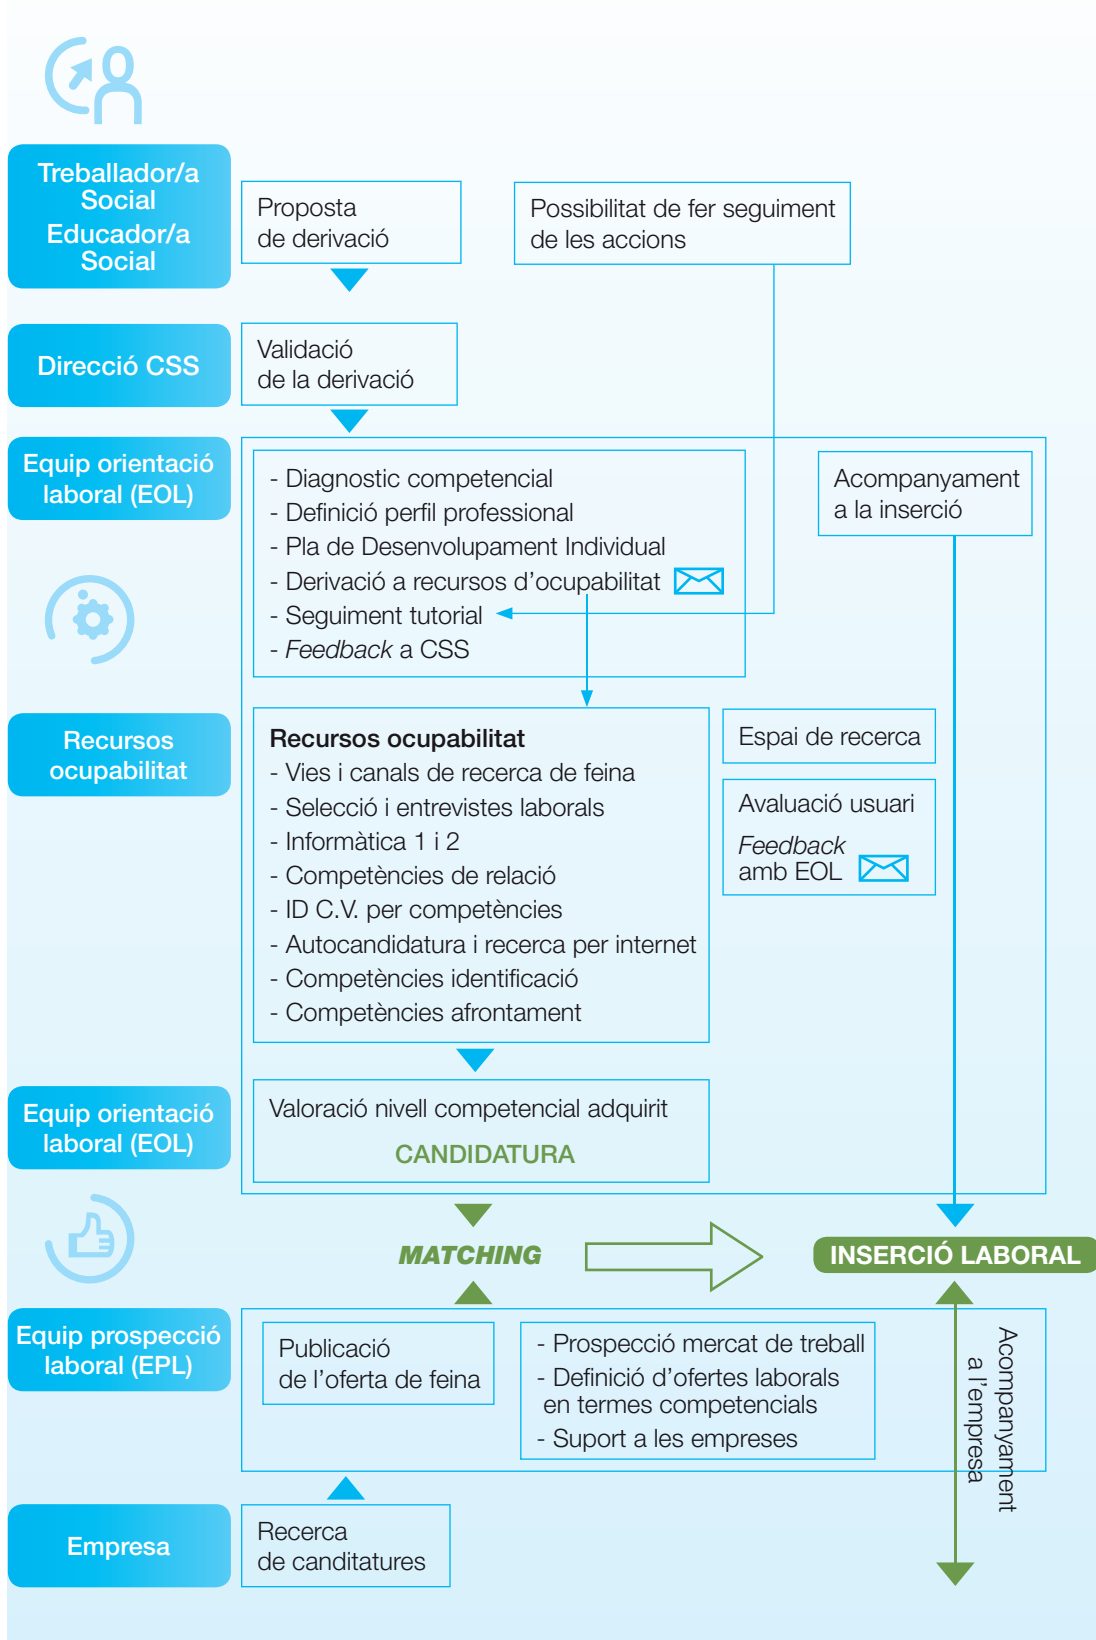 Treballador/a
Social
Educador/a
Social
Proposta
de derivació
Possibilitat de fer seguiment
de les accions
Direcció CSS
Validació
de la derivació
Equip orientació
laboral (EOL)
- Diagnostic competencial
- Definició perfil professional
- Pla de Desenvolupament Individual
- Derivació a recursos d’ocupabilitat
- Seguiment tutorial
- Feedback a CSS
Acompanyament
a la inserció
Recursos
ocupabilitat
Recursos ocupabilitat
- Vies i canals de recerca de feina
- Selecció i entrevistes laborals
- Informàtica 1 i 2
- Competències de relació
- ID C.V. per competències
- Autocandidatura i recerca per internet
- Competències identificació
- Competències afrontament
Espai de recerca
Avaluació usuari
Feedback
amb EOL
Equip orientació
laboral (EOL)
Valoració nivell competencial adquirit
CANDIDATURA
MATCHING
INSERCIÓ LABORAL
Equip prospecció
laboral (EPL)
Publicació
de l’oferta de feina
- Prospecció mercat de treball
- Definició d’ofertes laborals
en termes competencials
- Suport a les empreses
Acompanyament
a l’empresa
Empresa
Recerca
de canditatures